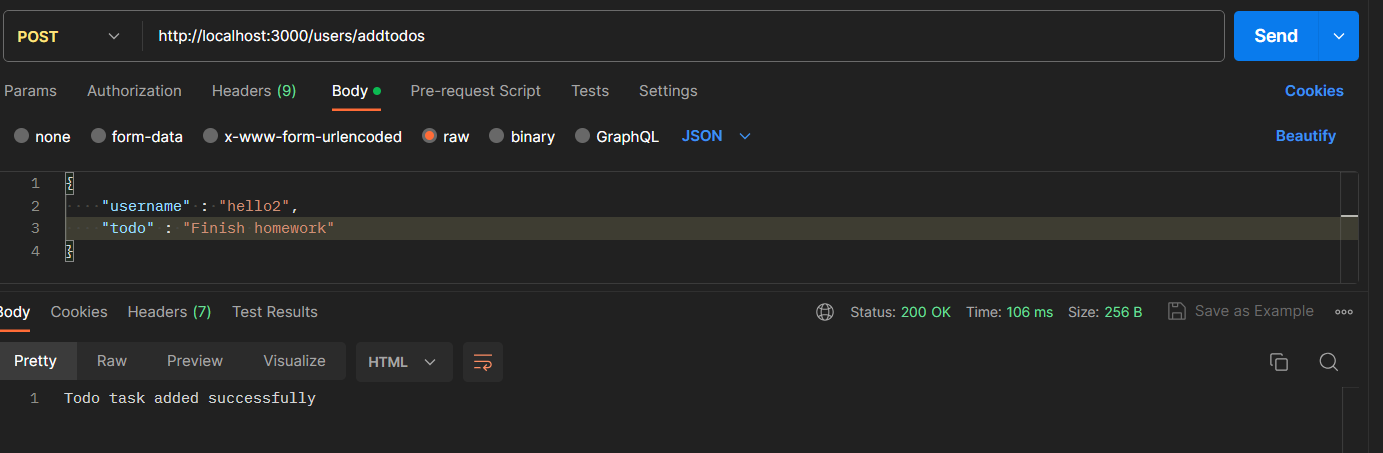 POST http://localhost:3000/users/addtodos Send
Params Authorization Headers (9) Body Pre-request Script Tests Settings Cookies
none form-data x-www-form-urlencoded raw binary GraphQL JSON Beautify
1 {
2 "username" : "hello2",
3 "todo" : "Finish homework"
4 }
Body Cookies Headers (7) Test Results Status: 200 OK Time: 106 ms Size: 256 B Save as Example
Pretty Raw Preview Visualize HTML
1 Todo task added successfully